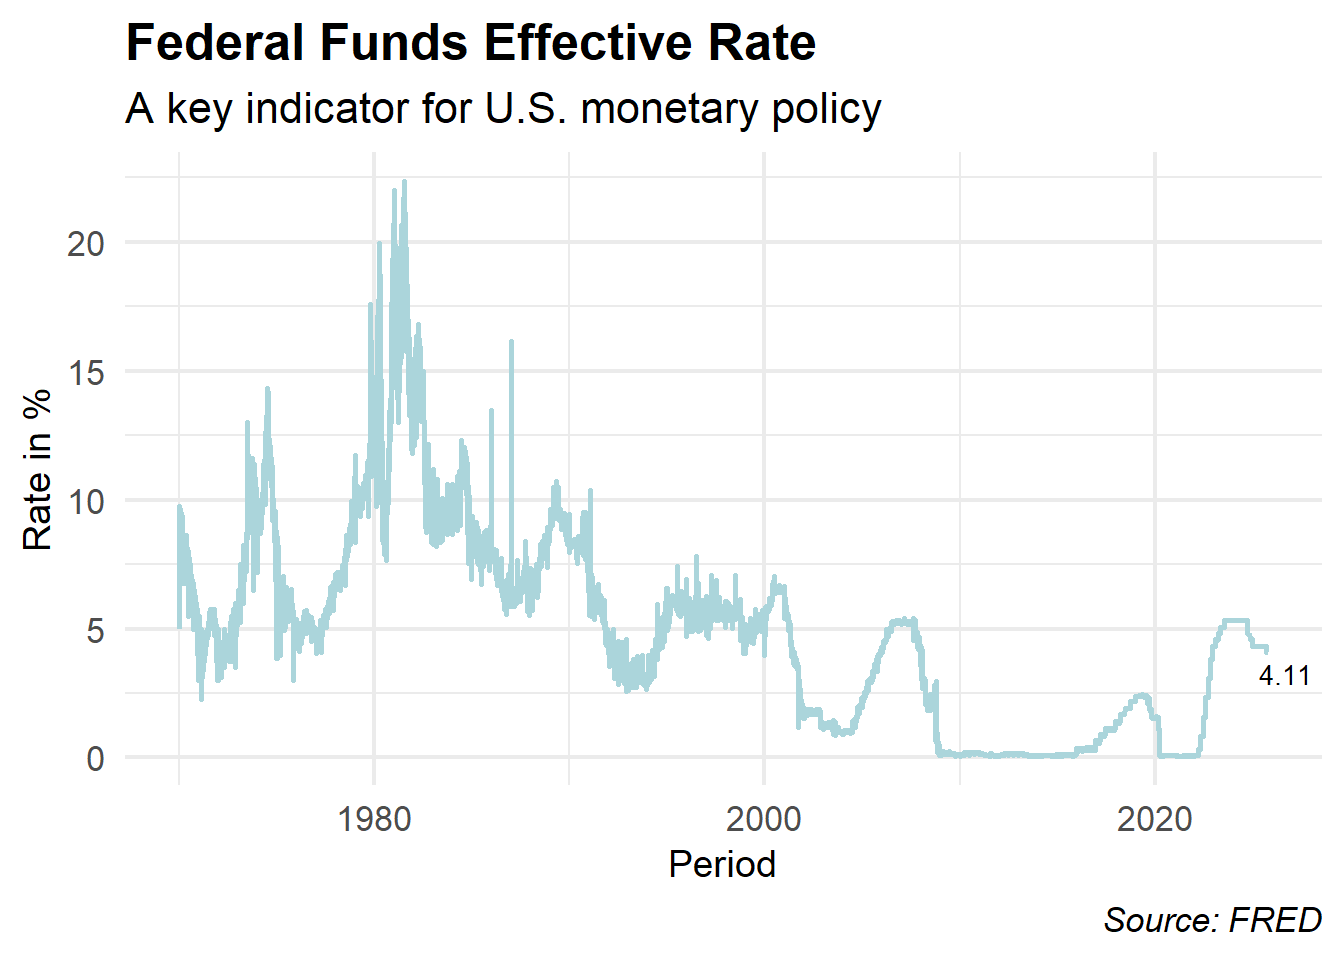 Federal Funds Effective Rate
A key indicator for U.S. monetary policy
20
15
10
5
0
Rate in %
4.11
1980
2000
2020
Period
Source: FRED